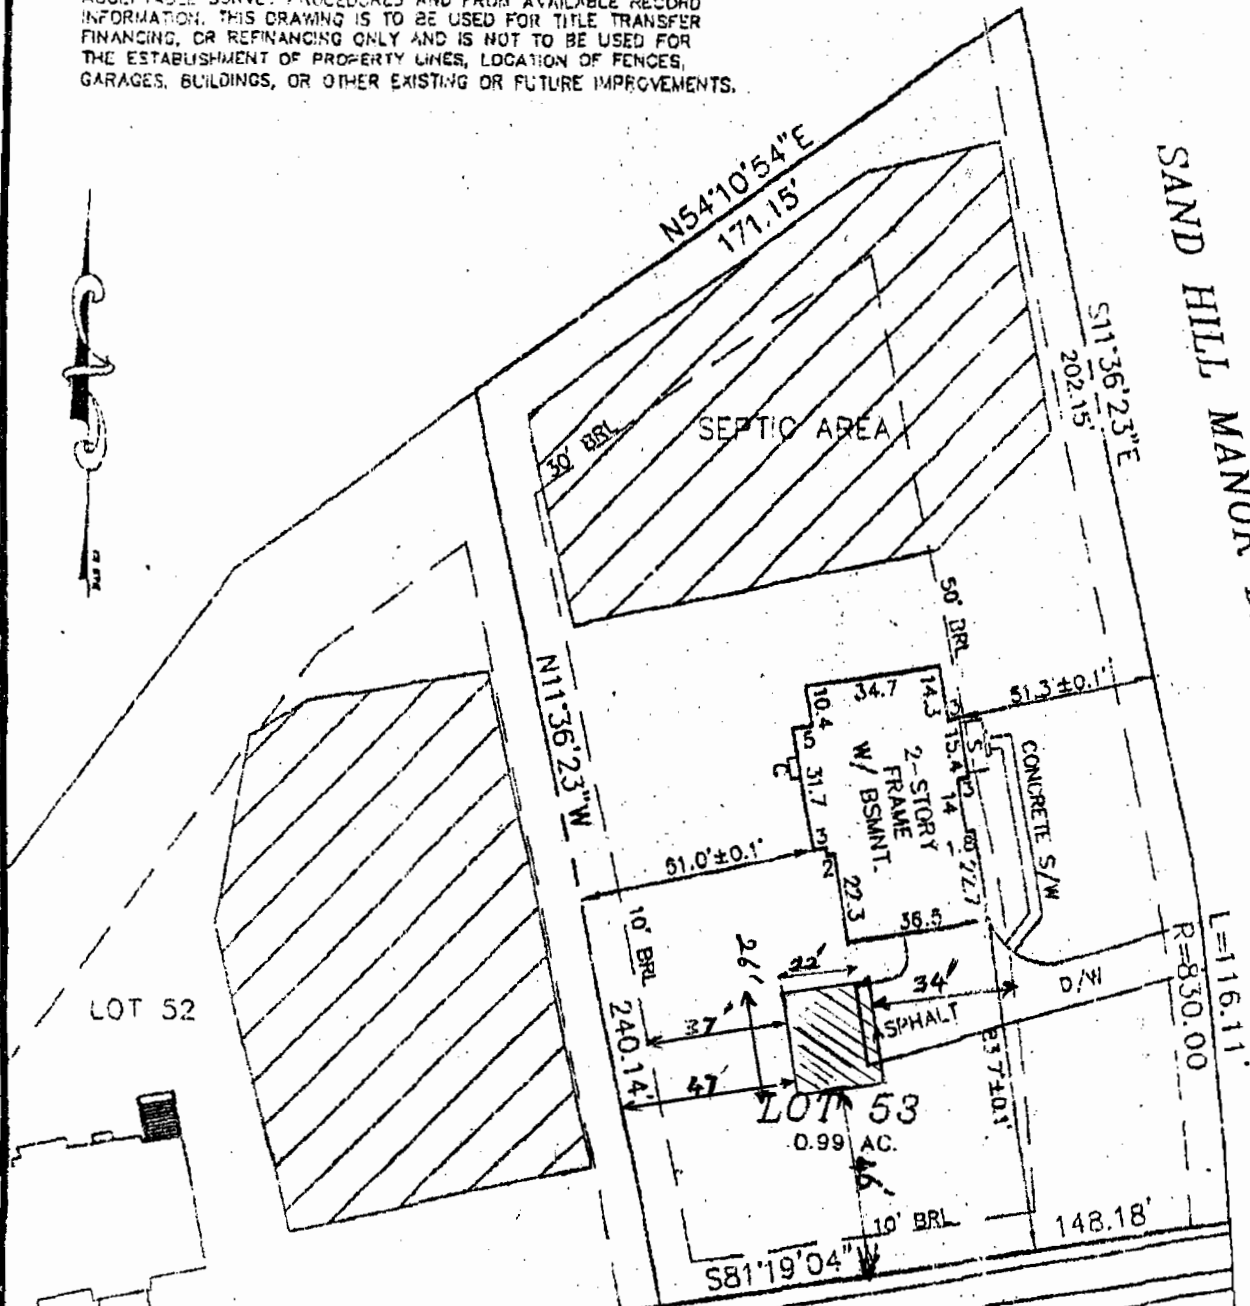 INFORMATION. THIS DRAWING IS TO BE USED FOR TITLE TRANSFER
FINANCING, OR REFINANCING ONLY AND IS NOT TO BE USED FOR
THE ESTABLISHMENT OF PROPERTY LINES, LOCATION OF FENCES,
GARAGES, BUILDINGS, OR OTHER EXISTING OR FUTURE IMPROVEMENTS.
N54°10'54"E
171.15'
SAND HILL MANOR
S11°36'23"E
202.15'
30' BRL
SEPTIC AREA
50' BRL
N11°36'23"W
34.7
14.3
10.4
51.3'±0.1'
3
S
15.4
5
C
31.7
2-STORY
FRAME
W/ BSMNT.
3
14
8
CONCRETE S/W
3
2
22.7
61.0'±0.1'
22.3
36.5
10' BRL
26'
22'
34'
D/W
L=116.11'
R=830.00
LOT 52
240.14'
37'
SPHALT
47'
LOT 53
0.99 AC.
46'
10' BRL
148.18'
S81°19'04"